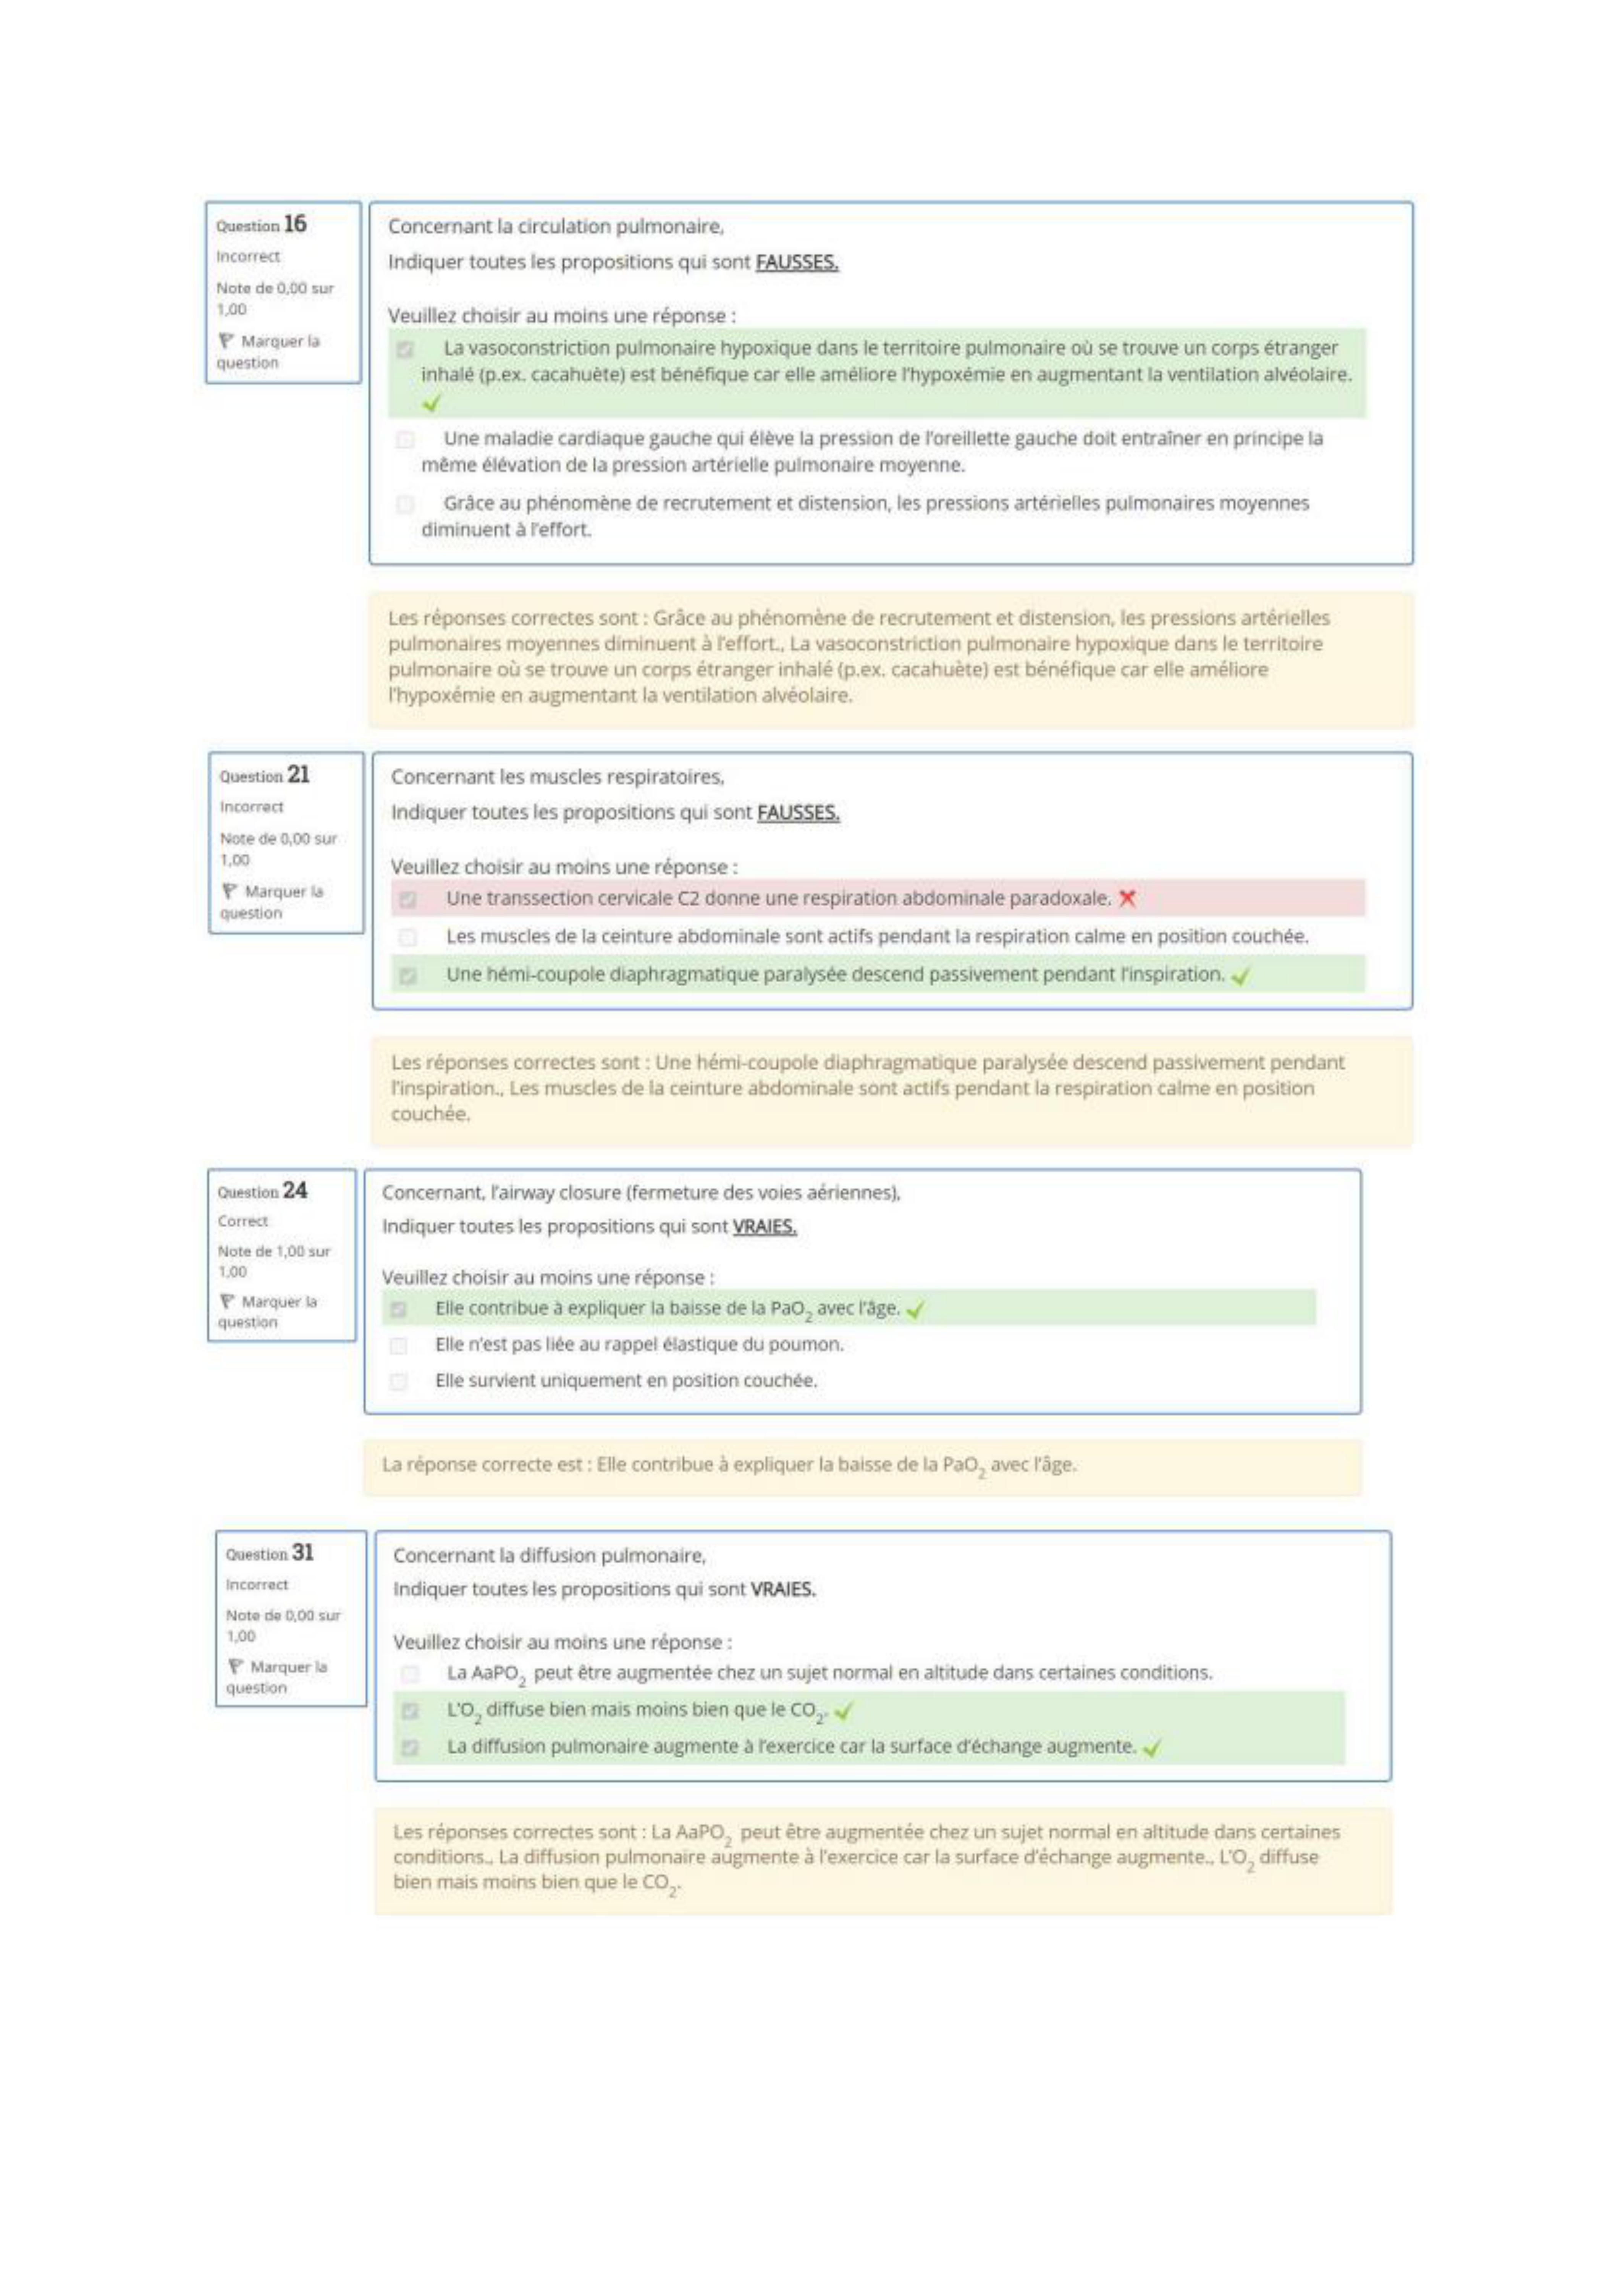 Question 16
Incorrect
Note de 0,00 sur
1,00
Marquer la
question
Concernant la circulation pulmonaire,
Indiquer toutes les propositions qui sont FAUSSES.
Veuillez choisir au moins une réponse :
La vasoconstriction pulmonaire hypoxique dans le territoire pulmonaire où se trouve un corps étranger
inhalé (p.ex. cacahuète) est bénéfique car elle améliore l'hypoxémie en augmentant la ventilation alvéolaire.
Une maladie cardiaque gauche qui élève la pression de l'oreillette gauche doit entraîner en principe la
même élévation de la pression artérielle pulmonaire moyenne.
Grâce au phénomène de recrutement et distension, les pressions artérielles pulmonaires moyennes
diminuent à l'effort.
Les réponses correctes sont : Grâce au phénomène de recrutement et distension, les pressions artérielles
pulmonaires moyennes diminuent à l'effort., La vasoconstriction pulmonaire hypoxique dans le territoire
pulmonaire où se trouve un corps étranger inhalé (p.ex. cacahuète) est bénéfique car elle améliore
l'hypoxémie en augmentant la ventilation alvéolaire.
Question 21
Incorrect
Note de 0,00 sur
1,00
Marquer la
question
Concernant les muscles respiratoires,
Indiquer toutes les propositions qui sont FAUSSES.
Veuillez choisir au moins une réponse :
Une transsection cervicale C2 donne une respiration abdominale paradoxale.
Les muscles de la ceinture abdominale sont actifs pendant la respiration calme en position couchée.
Une hémi-coupole diaphragmatique paralysée descend passivement pendant l'inspiration.
Les réponses correctes sont : Une hémi-coupole diaphragmatique paralysée descend passivement pendant
l'inspiration., Les muscles de la ceinture abdominale sont actifs pendant la respiration calme en position
couchée.
Question 24
Correct
Note de 1,00 sur
1,00
Marquer la
question
Concernant, l'airway closure (fermeture des voies aériennes),
Indiquer toutes les propositions qui sont VRAIES.
Veuillez choisir au moins une réponse :
Elle contribue à expliquer la baisse de la PaO2 avec l'âge.
Elle n'est pas liée au rappel élastique du poumon.
Elle survient uniquement en position couchée.
La réponse correcte est : Elle contribue à expliquer la baisse de la PaO2 avec l'âge.
Question 31
Incorrect
Note de 0,00 sur
1,00
Marquer la
question
Concernant la diffusion pulmonaire,
Indiquer toutes les propositions qui sont VRAIES.
Veuillez choisir au moins une réponse :
La AaPO2 peut être augmentée chez un sujet normal en altitude dans certaines conditions.
L'O2 diffuse bien mais moins bien que le CO2.
La diffusion pulmonaire augmente à l'exercice car la surface d'échange augmente.
Les réponses correctes sont : La AaPO2 peut être augmentée chez un sujet normal en altitude dans certaines
conditions., La diffusion pulmonaire augmente à l'exercice car la surface d'échange augmente., L'O2 diffuse
bien mais moins bien que le CO2.